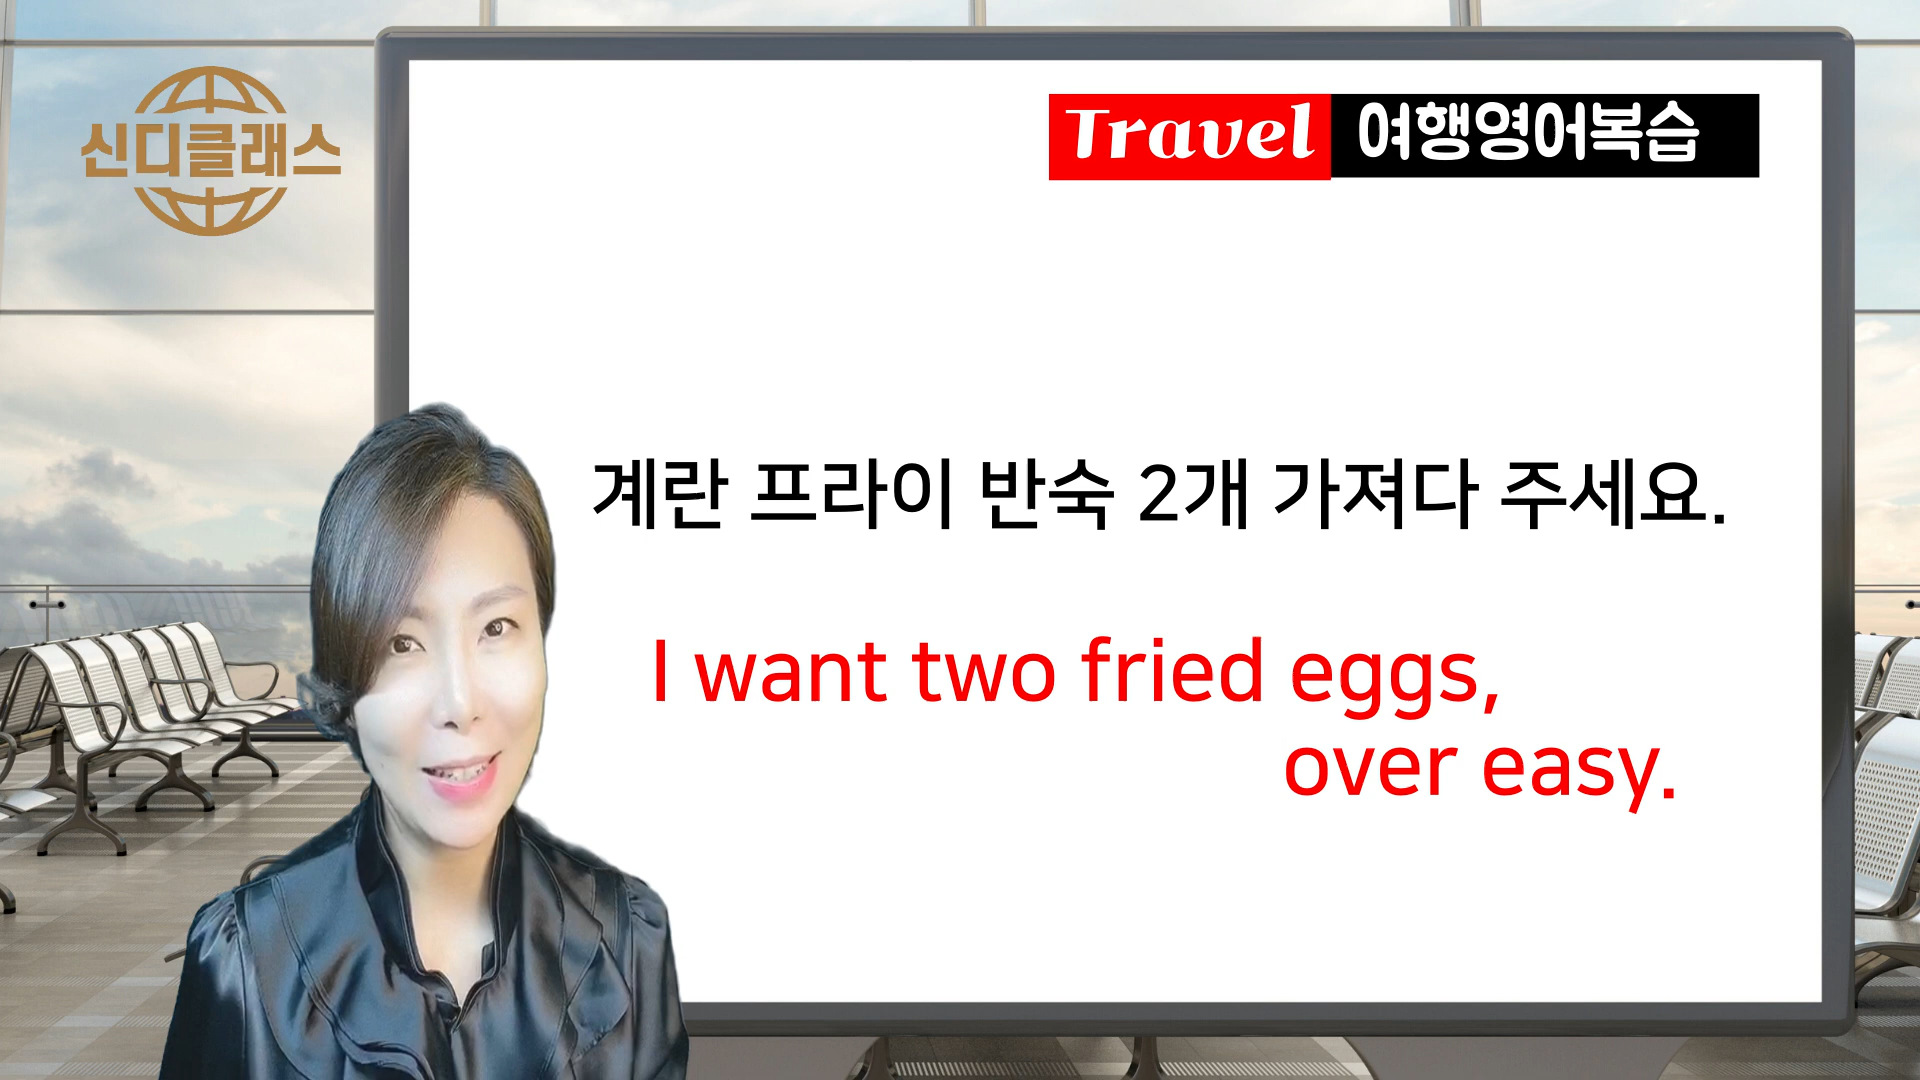 신디클래스
Travel 여행영어복습
계란 프라이 반숙 2개 가져다 주세요.
I want two fried eggs,
over easy.